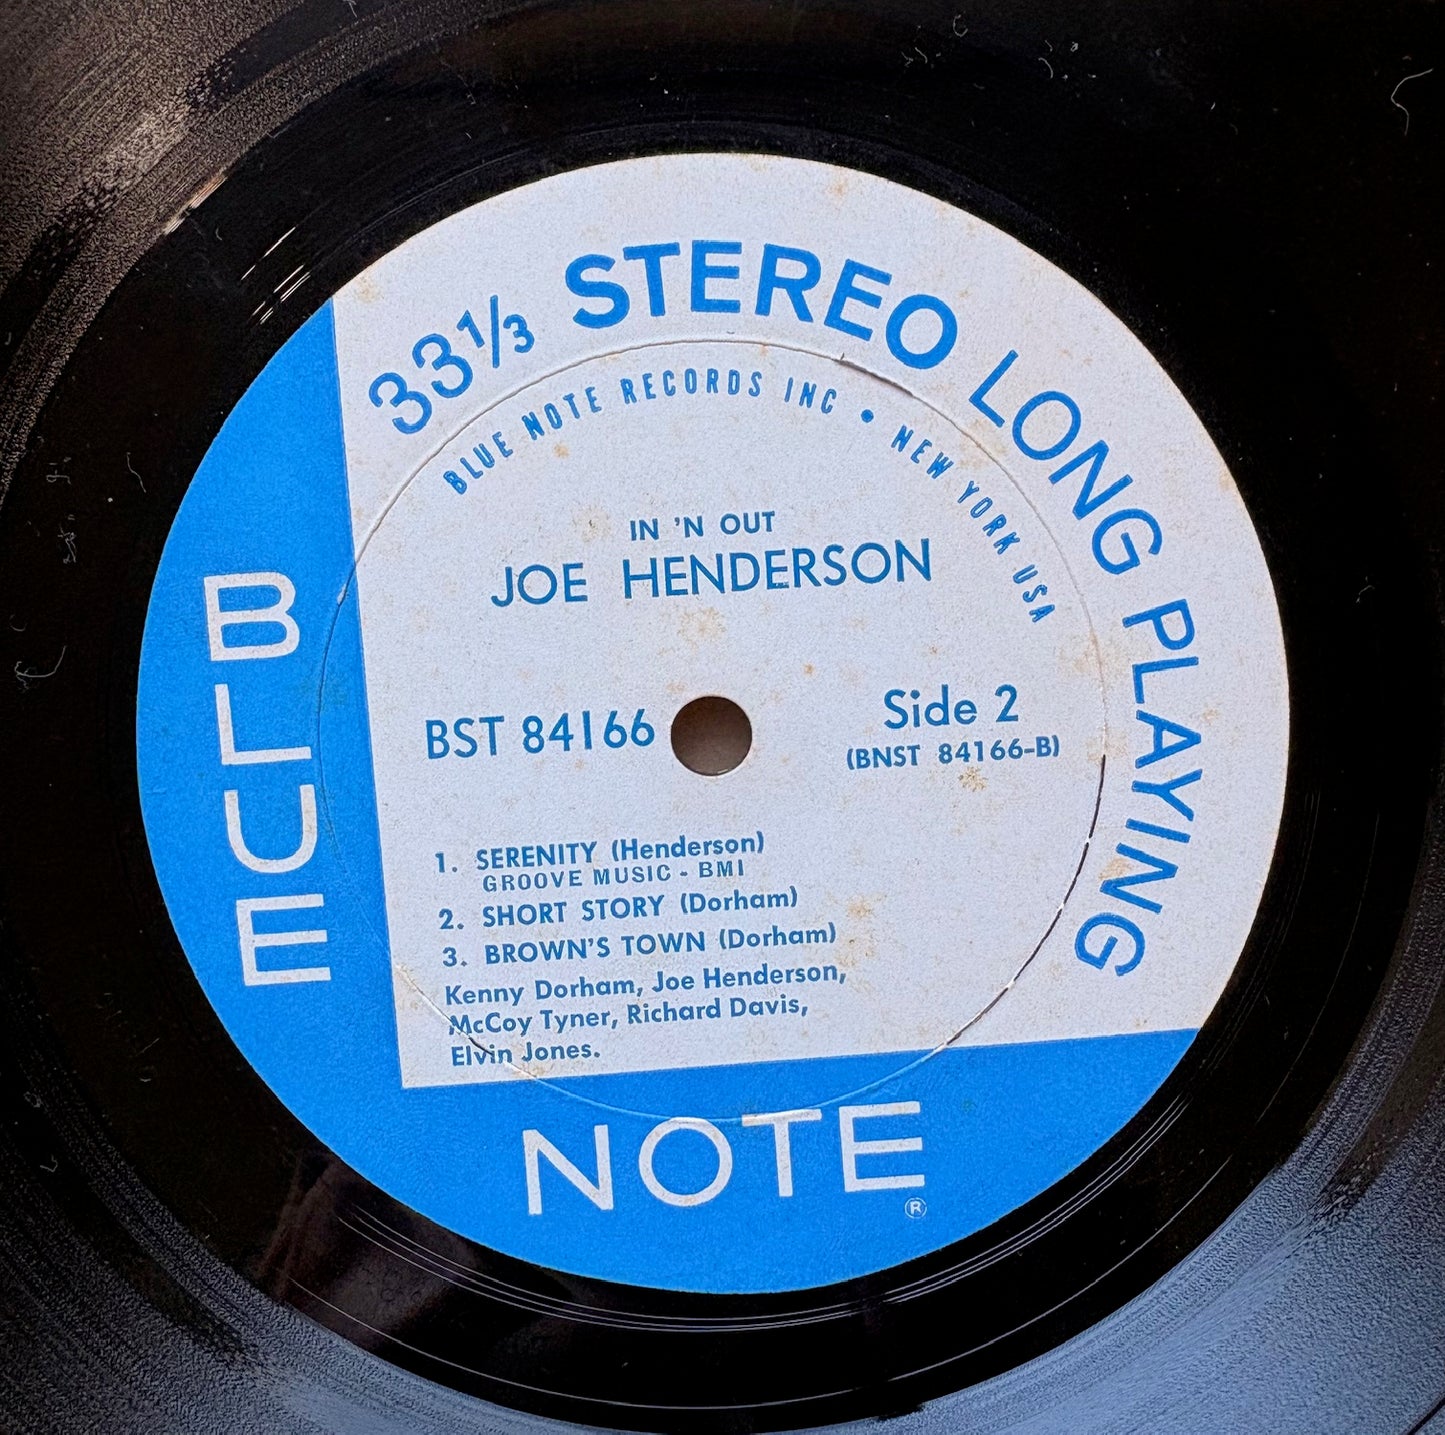 33⅓ STEREO LONG PLAYING
BLUE NOTE RECORDS INC • NEW YORK USA
IN 'N OUT
JOE HENDERSON
BST 84166
Side 2
(BNST 84166-B)
1. SERENITY (Henderson)
GROOVE MUSIC - BMI
2. SHORT STORY (Dorham)
3. BROWN'S TOWN (Dorham)
Kenny Dorham, Joe Henderson,
McCoy Tyner, Richard Davis,
Elvin Jones.
BLUE
NOTE ®